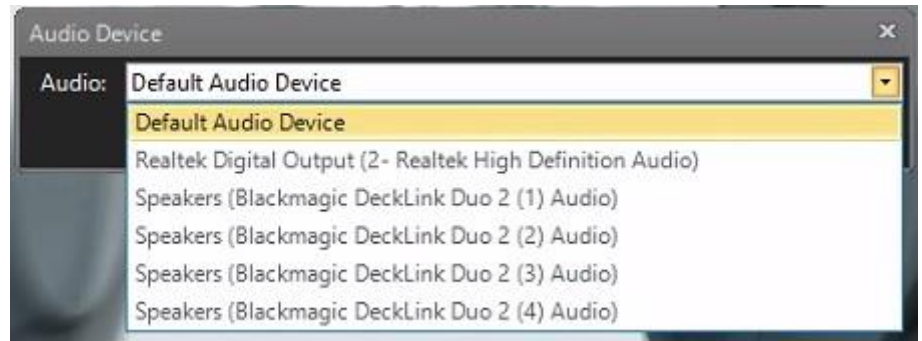 Audio Device
Audio: Default Audio Device
Default Audio Device
Realtek Digital Output (2- Realtek High Definition Audio)
Speakers (Blackmagic DeckLink Duo 2 (1) Audio)
Speakers (Blackmagic DeckLink Duo 2 (2) Audio)
Speakers (Blackmagic DeckLink Duo 2 (3) Audio)
Speakers (Blackmagic DeckLink Duo 2 (4) Audio)